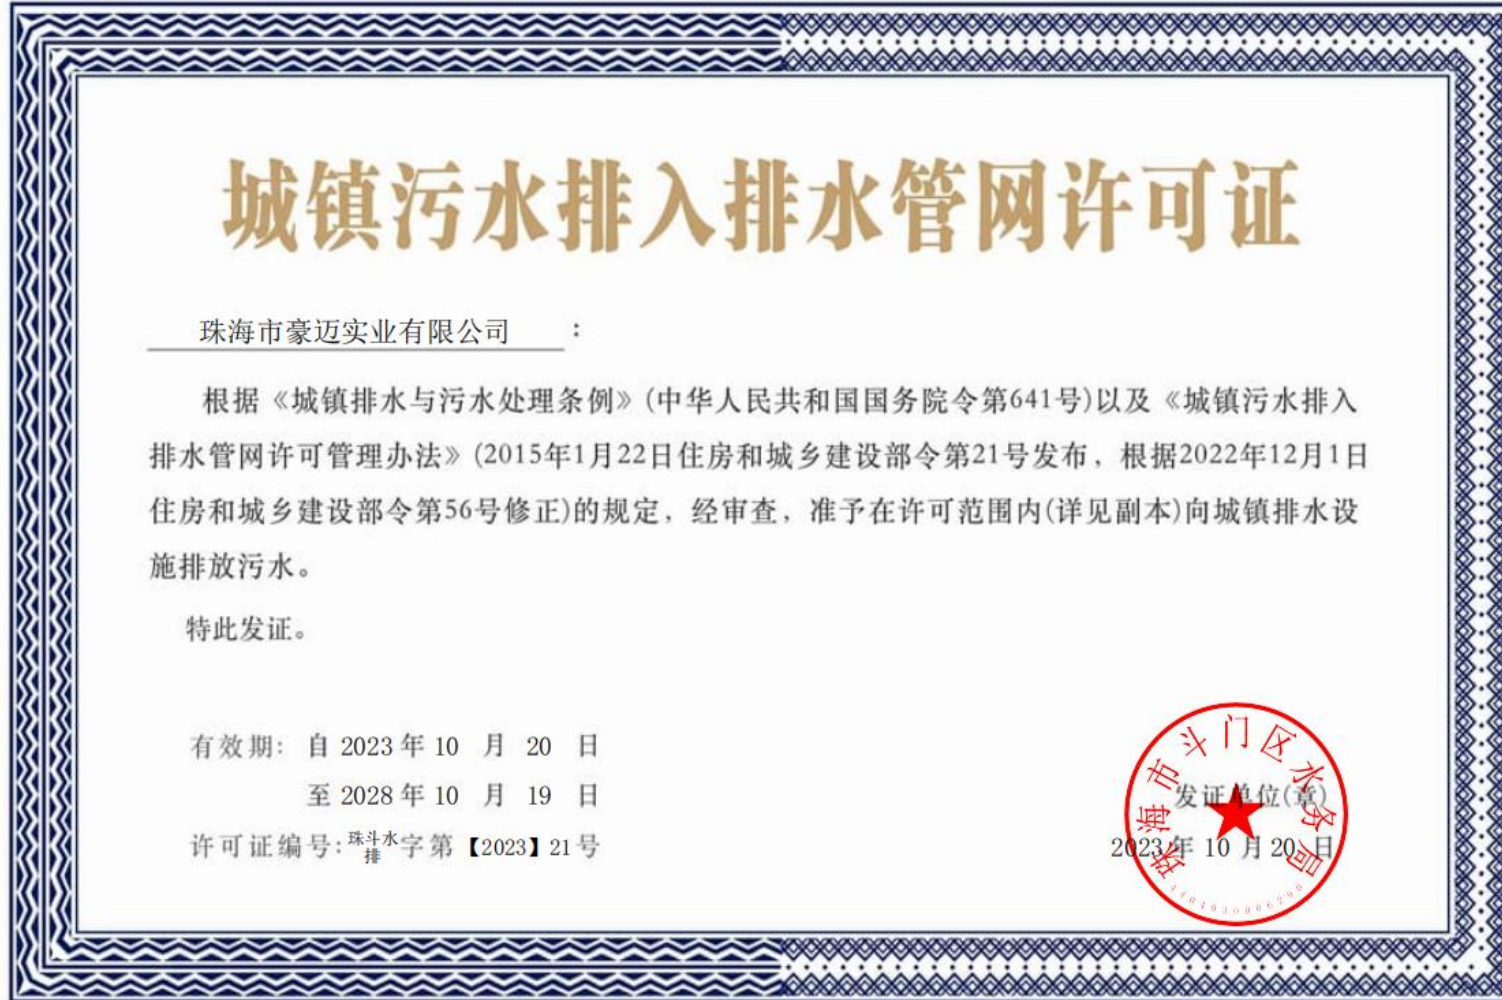 城镇污水排入排水管网许可证
珠海市豪迈实业有限公司:
根据《城镇排水与污水处理条例》(中华人民共和国国务院令第641号)以及《城镇污水排入
排水管网许可管理办法》(2015年1月22日住房和城乡建设部令第21号发布，根据2022年12月1日
住房和城乡建设部令第56号修正)的规定，经审查，准予在许可范围内(详见副本)向城镇排水设
施排放污水。
特此发证。
有效期: 自 2023 年 10 月 20 日
至 2028 年 10 月 19 日
许可证编号:珠斗水排字第【2023】21号
发证单位(章)
2023 年 10 月 20 日
珠海市斗门区水务局